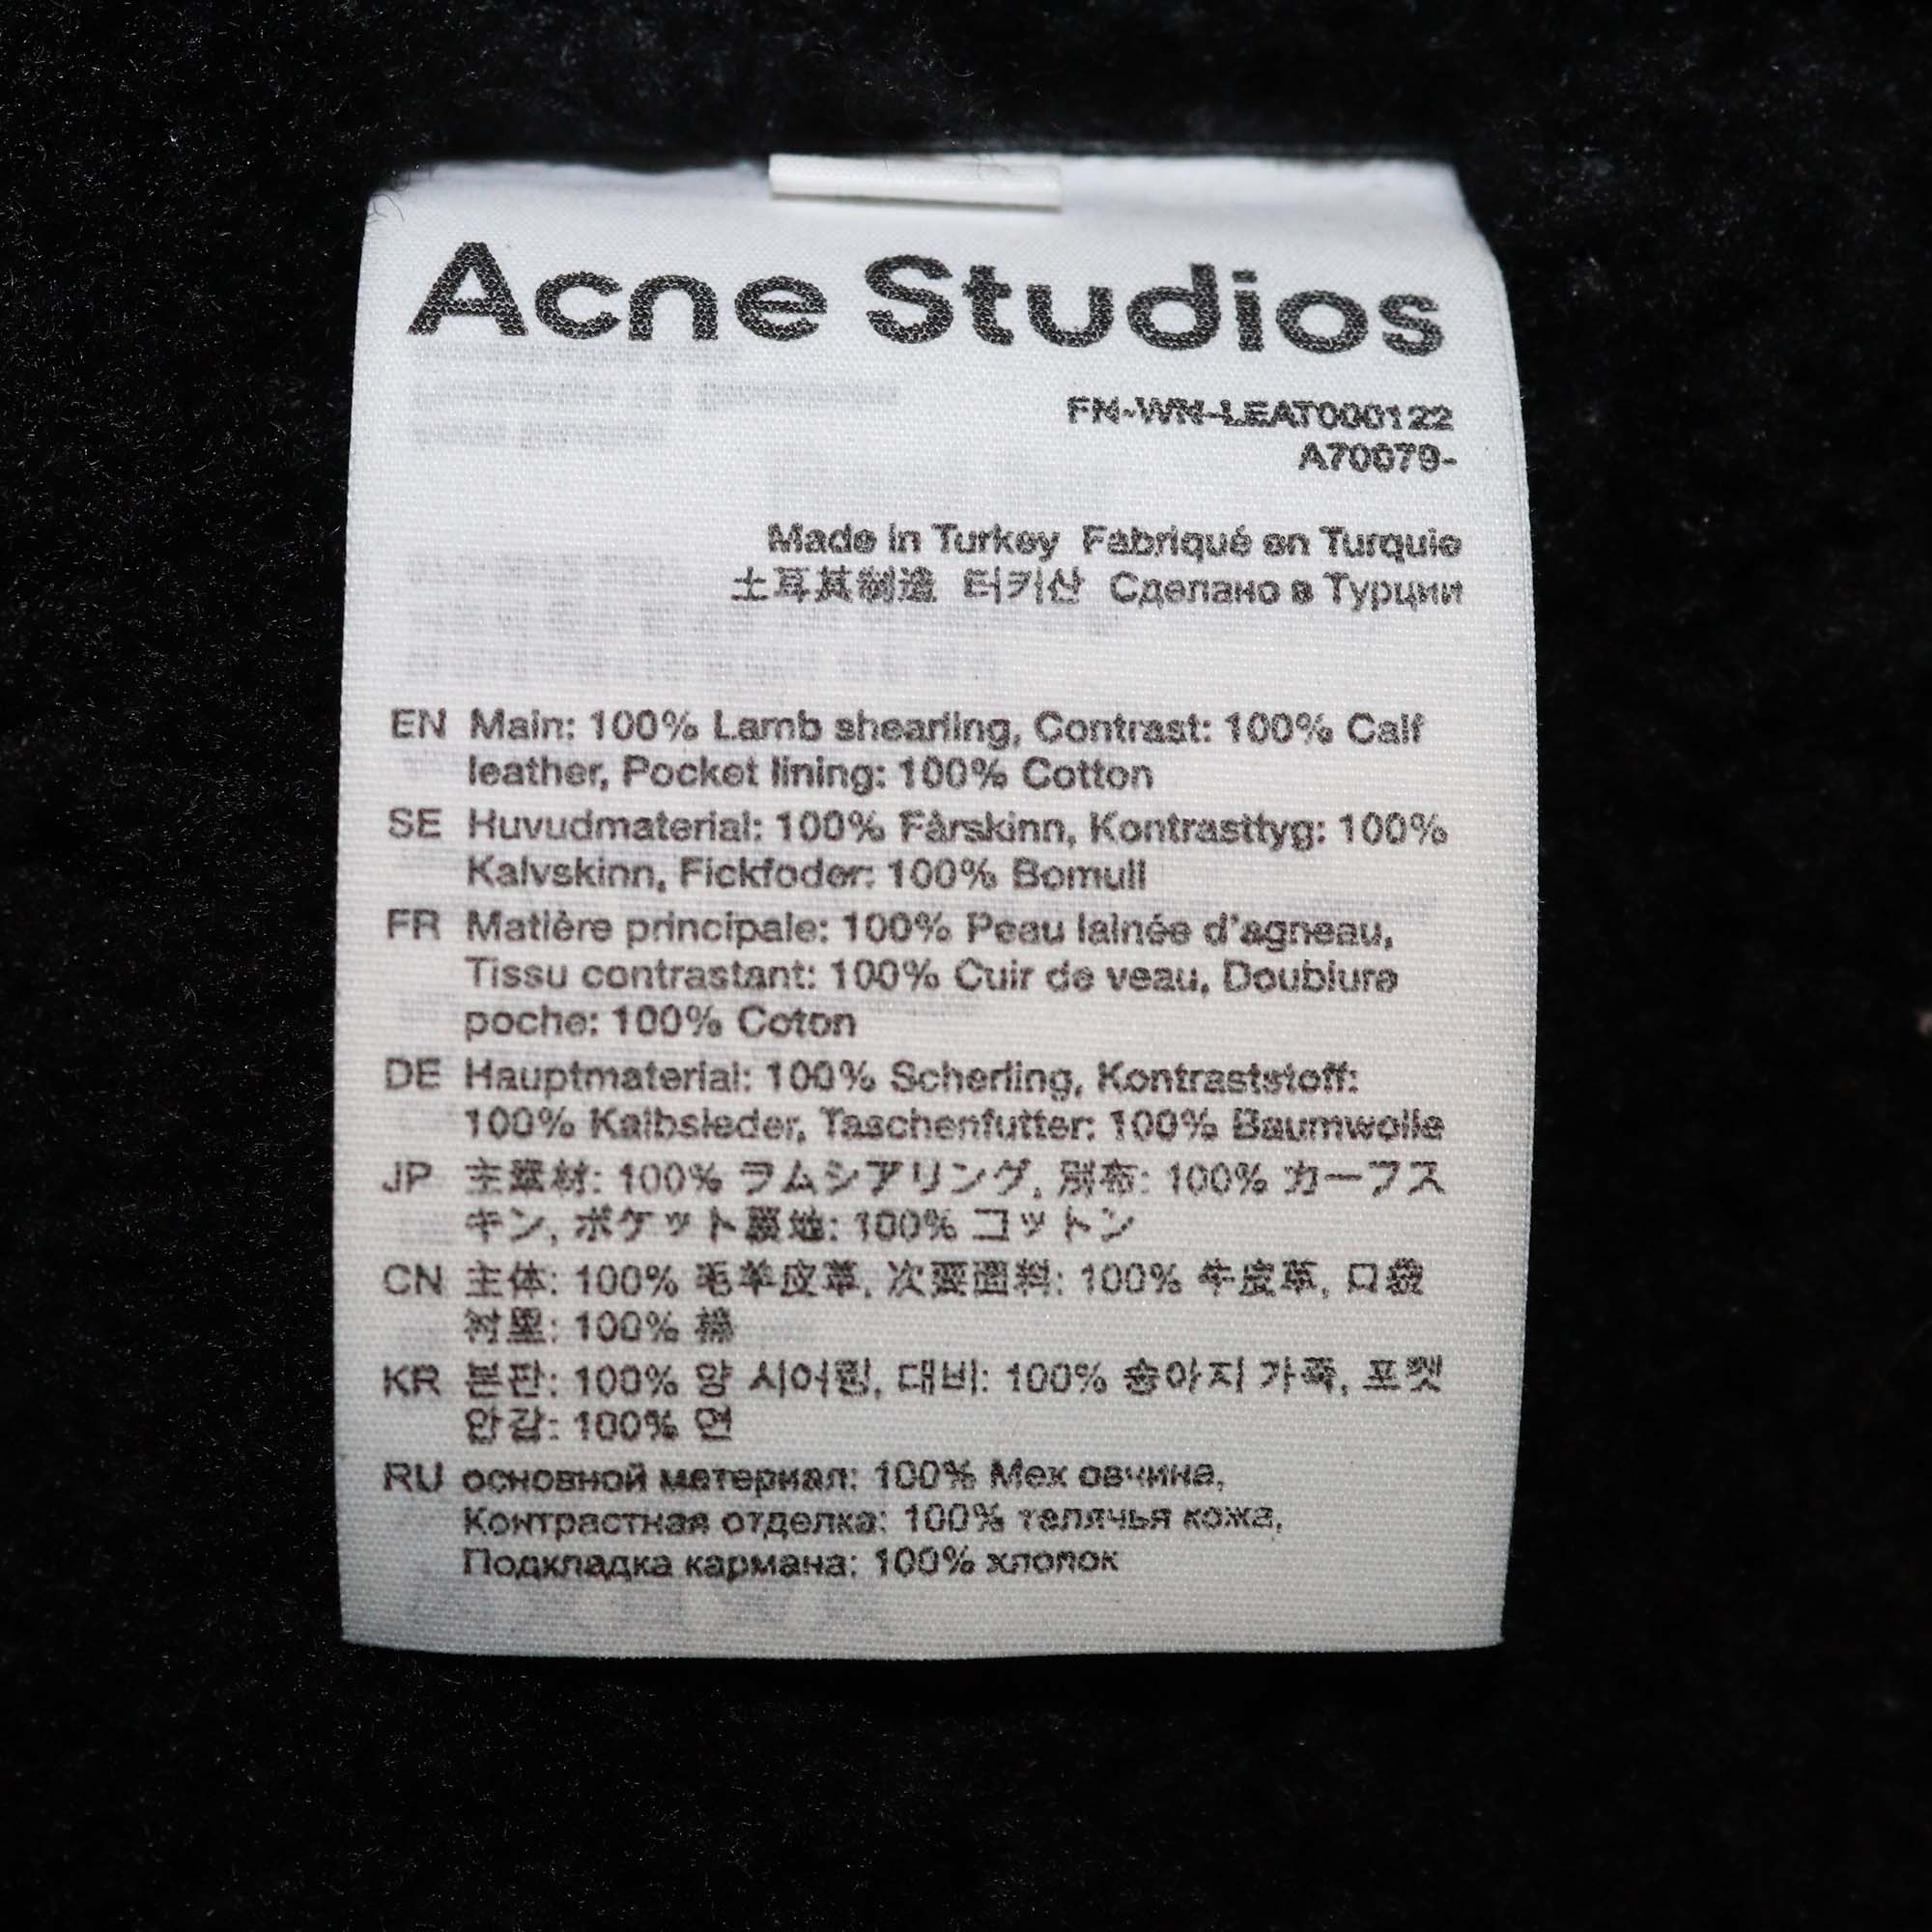 Acne Studios
FN-WN-LEAT000122
A70079-
Made in Turkey Fabriqué en Turquie
土耳其制造 터키산 Сделано в Турции
EN Main: 100% Lamb shearling, Contrast: 100% Calf
leather, Pocket lining: 100% Cotton
SE Huvudmaterial: 100% Fårskinn, Kontrasttyg: 100%
Kalvskinn, Fickfoder: 100% Bomull
FR Matière principale: 100% Peau lainée d'agneau,
Tissu contrastant: 100% Cuir de veau, Doublure
poche: 100% Coton
DE Hauptmaterial: 100% Scherling, Kontraststoff:
100% Kalbsleder, Taschenfutter: 100% Baumwolle
JP 主素材: 100% ラムシアリング, 別布: 100% カーフス
キン, ポケット裏地: 100% コットン
CN 主体: 100% 毛羊皮革, 次要面料: 100% 牛皮革, 口袋
衬里: 100% 棉
KR 본판: 100% 양 시어링, 대비: 100% 송아지 가죽, 포켓
안감: 100% 면
RU основной материал: 100% Мех овчина,
Контрастная отделка: 100% телячья кожа,
Подкладка кармана: 100% хлопок